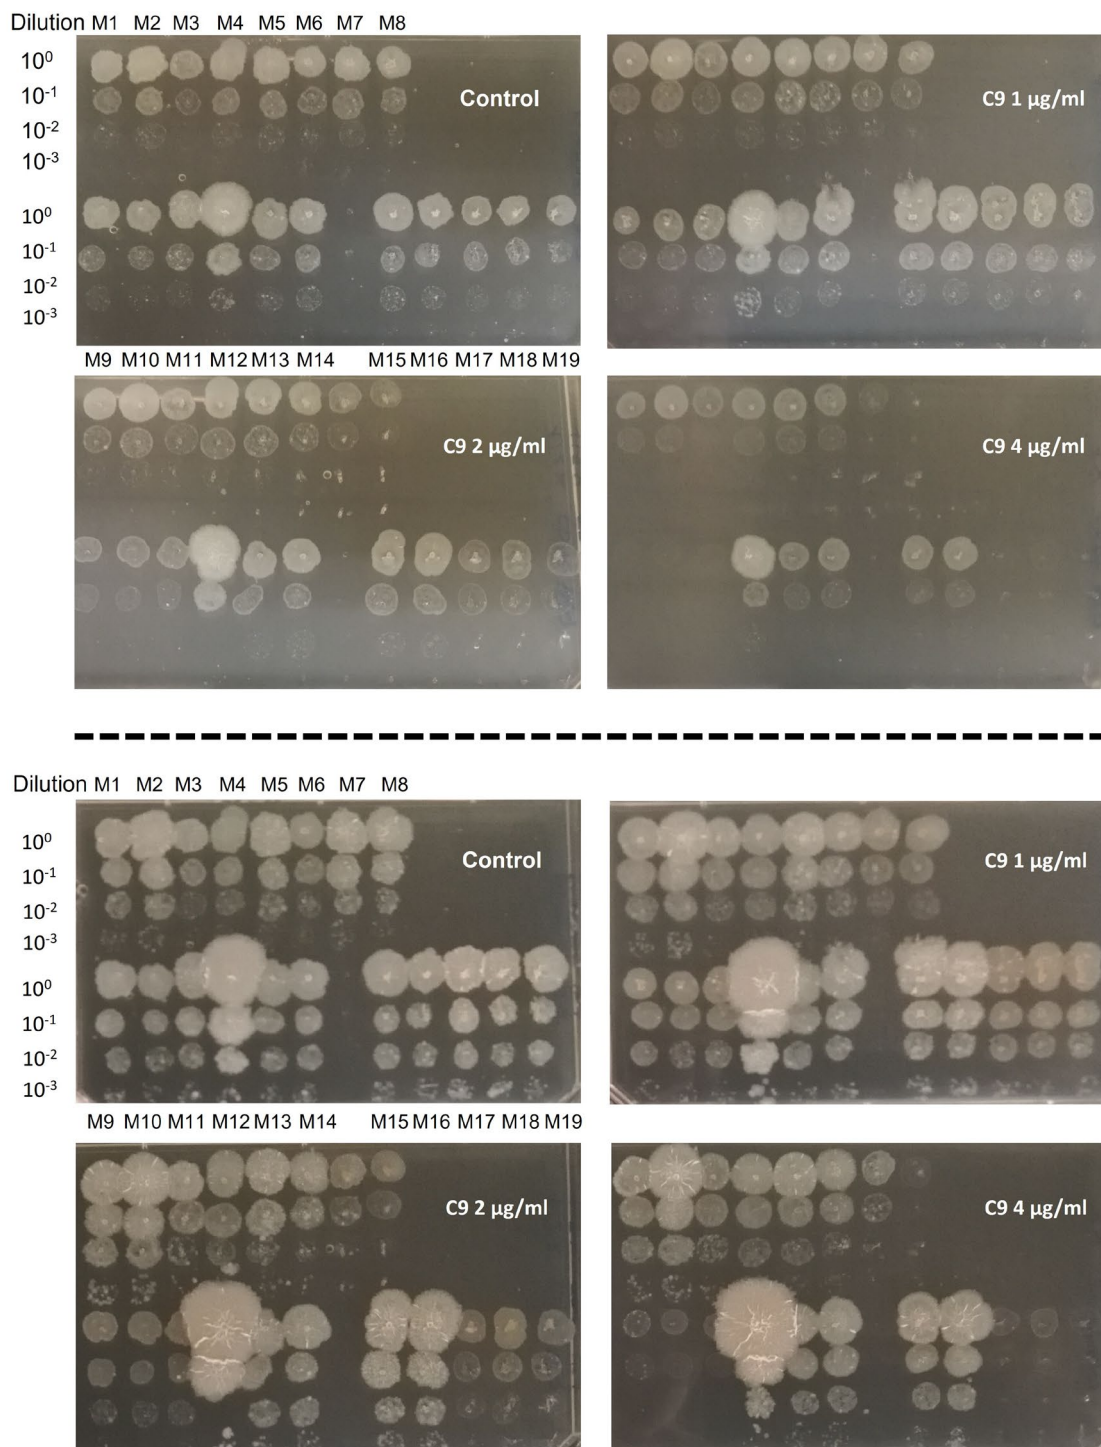 Dilution M1 M2 M3 M4 M5 M6 M7 M8
10⁰
10⁻¹
Control
C9 1 µg/ml
10⁻²
10⁻³
10⁰
10⁻¹
10⁻²
10⁻³
M9 M10 M11 M12 M13 M14 M15 M16 M17 M18 M19
C9 2 µg/ml
C9 4 µg/ml
Dilution M1 M2 M3 M4 M5 M6 M7 M8
10⁰
Control
C9 1 µg/ml
10⁻¹
10⁻²
10⁻³
10⁰
10⁻¹
10⁻²
10⁻³
M9 M10 M11 M12 M13 M14 M15 M16 M17 M18 M19
C9 2 µg/ml
C9 4 µg/ml